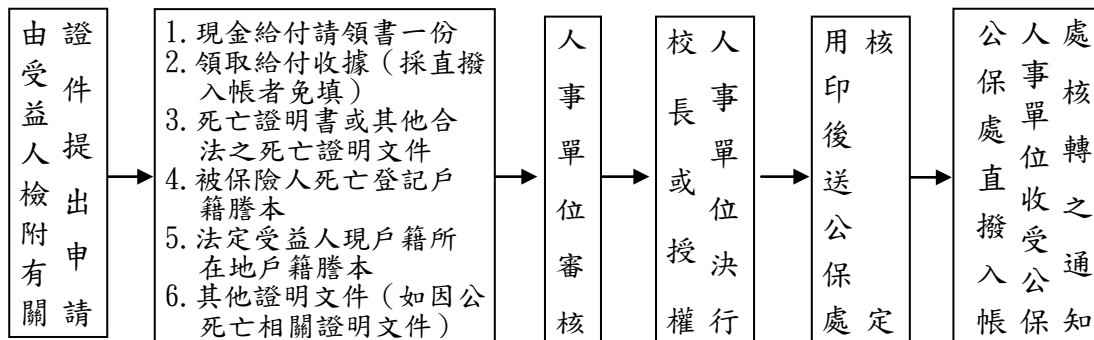 由受益人檢附有關
證件提出申請
1. 現金給付請領書一份
2. 領取給付收據（採直撥
入帳者免填）
3. 死亡證明書或其他合
法之死亡證明文件
4. 被保險人死亡登記戶
籍謄本
5. 法定受益人現戶籍所
在地戶籍謄本
6. 其他證明文件（如因公
死亡相關證明文件）
人事單位審核
校長或授權
人事單位決行
用印後送公保處
核定
公保處直撥入帳
人事單位收受公保
處核轉之通知